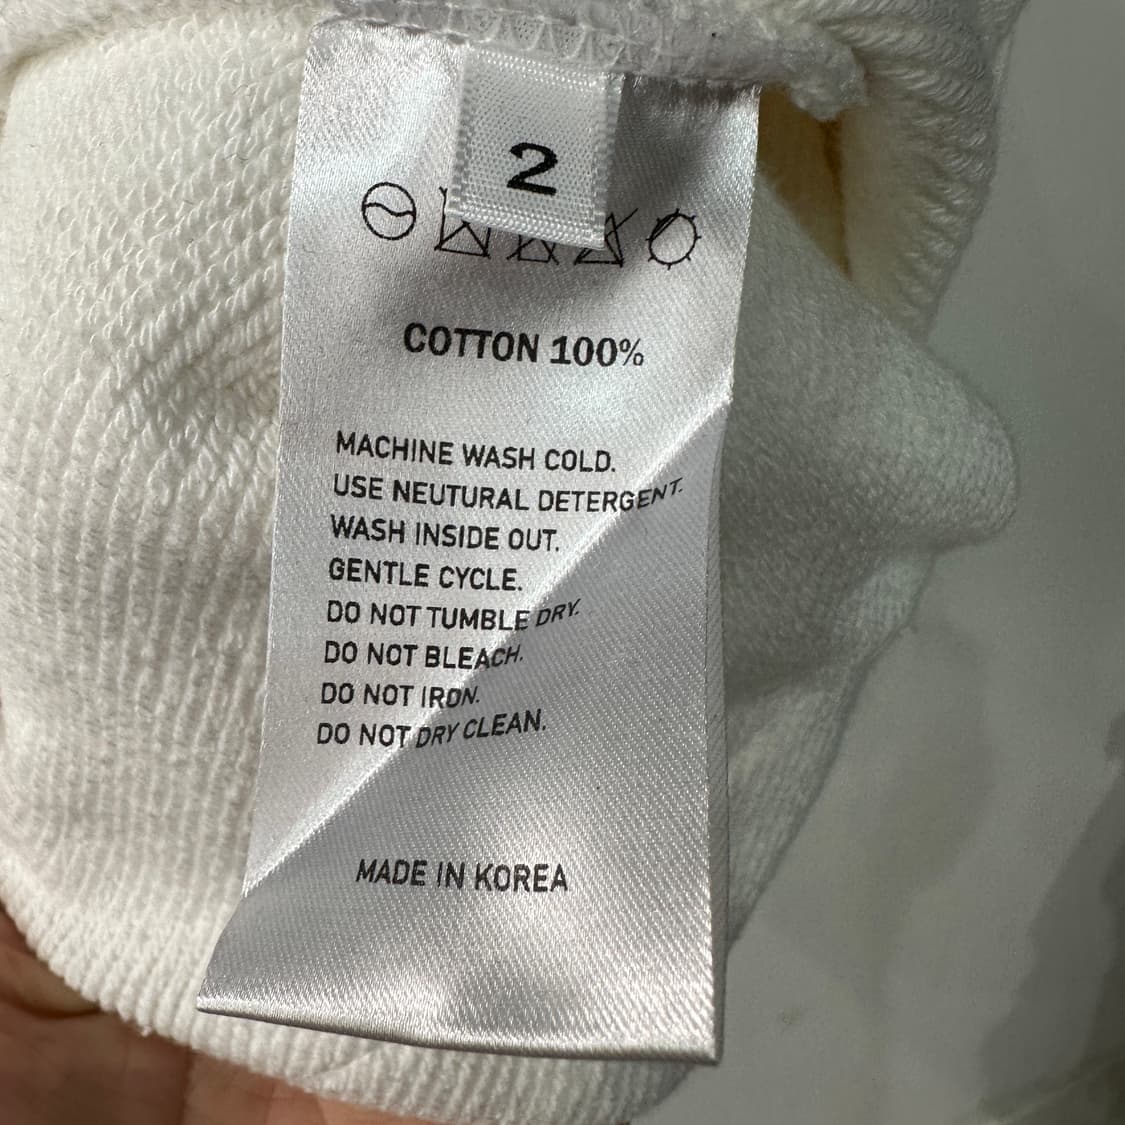 2
COTTON 100%
MACHINE WASH COLD.
USE NEUTURAL DETERGENT.
WASH INSIDE OUT.
GENTLE CYCLE.
DO NOT TUMBLE DRY.
DO NOT BLEACH.
DO NOT IRON.
DO NOT DRY CLEAN.
MADE IN KOREA